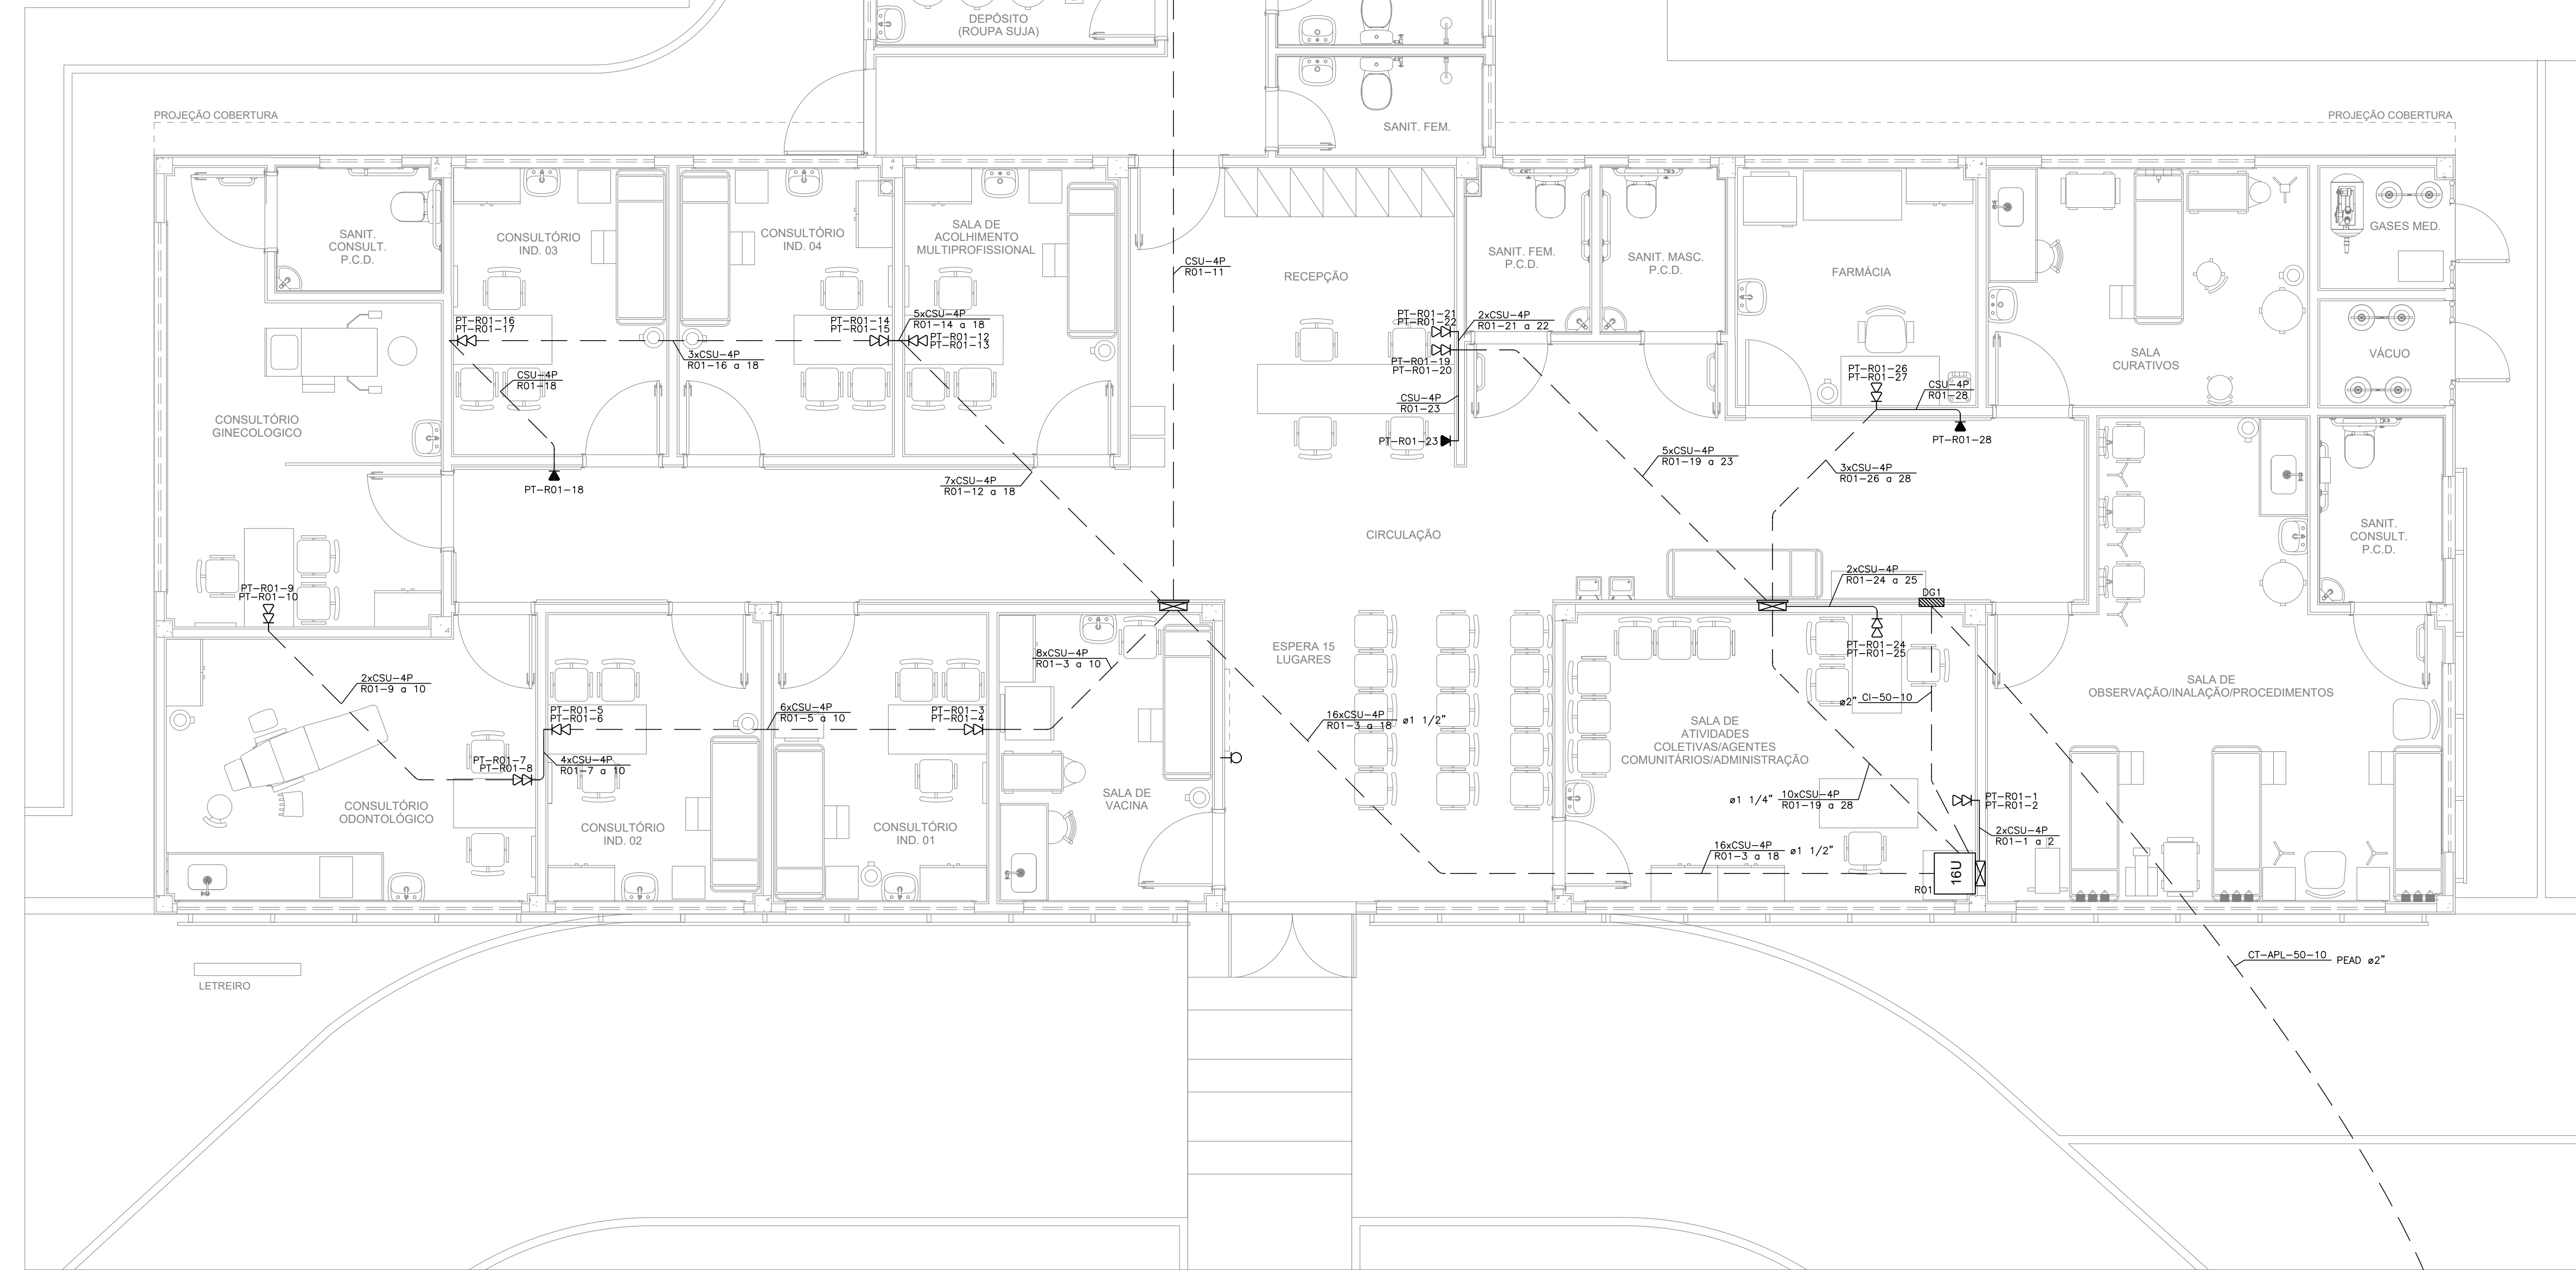 DEPÓSITO
(ROUPA SUJA)
SANIT. FEM.
PROJEÇÃO COBERTURA
PROJEÇÃO COBERTURA
SANIT.
CONSULT.
P.C.D.
CONSULTÓRIO
IND. 03
CONSULTÓRIO
IND. 04
SALA DE
ACOLHIMENTO
MULTIPROFISSIONAL
CSU-4P
R01-11
RECEPÇÃO
SANIT. FEM.
P.C.D.
SANIT. MASC.
P.C.D.
FARMÁCIA
GASES MED.
VÁCUO
SALA
CURATIVOS
PT-R01-16
PT-R01-17
3xCSU-4P
R01-16 a 18
PT-R01-14
PT-R01-15
5xCSU-4P
R01-14 a 18
PT-R01-12
PT-R01-13
CSU-4P
R01-18
PT-R01-18
7xCSU-4P
R01-12 a 18
PT-R01-21
PT-R01-22
2xCSU-4P
R01-21 a 22
PT-R01-19
PT-R01-20
CSU-4P
R01-23
PT-R01-23
5xCSU-4P
R01-19 a 23
PT-R01-26
PT-R01-27
CSU-4P
R01-28
PT-R01-28
3xCSU-4P
R01-26 a 28
CONSULTÓRIO
GINECOLOGICO
CIRCULAÇÃO
SANIT.
CONSULT.
P.C.D.
PT-R01-9
PT-R01-10
2xCSU-4P
R01-9 a 10
PT-R01-7
PT-R01-8
4xCSU-4P
R01-7 a 10
PT-R01-5
PT-R01-6
6xCSU-4P
R01-5 a 10
PT-R01-3
PT-R01-4
8xCSU-4P
R01-3 a 10
ESPERA 15
LUGARES
16xCSU-4P
R01-3 a 18
ø1 1/2"
2xCSU-4P
R01-24 a 25
DG1
PT-R01-24
PT-R01-25
ø2" CI-50-10
SALA DE
ATIVIDADES
COLETIVAS/AGENTES
COMUNITÁRIOS/ADMINISTRAÇÃO
SALA DE
OBSERVAÇÃO/INALAÇÃO/PROCEDIMENTOS
CONSULTÓRIO
ODONTOLÓGICO
CONSULTÓRIO
IND. 02
CONSULTÓRIO
IND. 01
SALA DE
VACINA
ø1 1/4" 10xCSU-4P
R01-19 a 28
PT-R01-1
PT-R01-2
2xCSU-4P
R01-1 a 2
16xCSU-4P
R01-3 a 18
ø1 1/2"
16U
R01
CT-APL-50-10 PEAD ø2"
LETREIRO